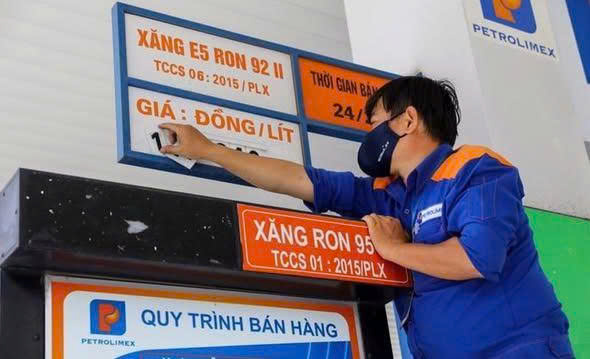 XĂNG E5 RON 92 II
TCCS 06 : 2015/PLX
GIÁ : ĐỒNG/LÍT
THỜI GIAN BÁN
24/
PETROLIMEX
XĂNG RON 95
TCCS 01 : 2015/PLX
PETROLIMEX
QUY TRÌNH BÁN HÀNG